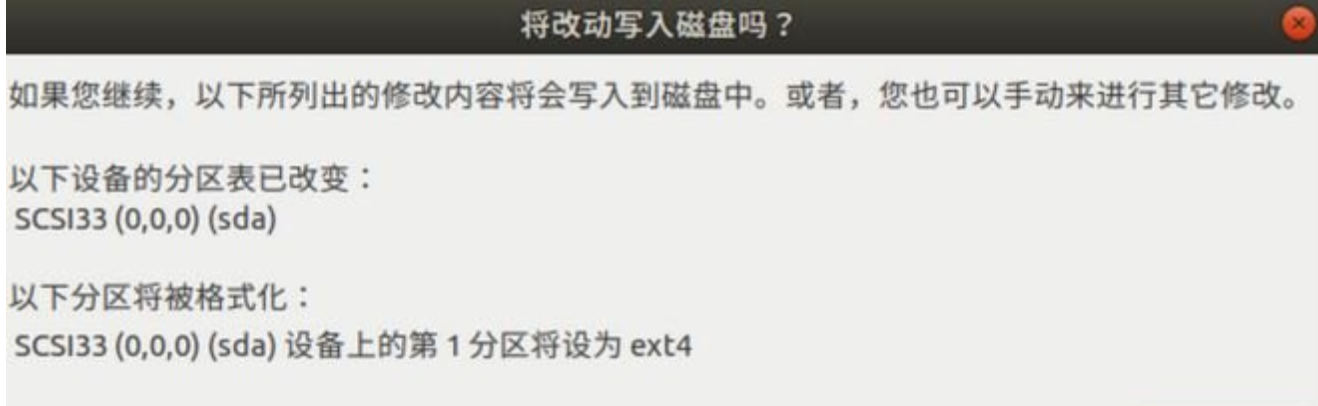 将改动写入磁盘吗？
如果您继续，以下所列出的修改内容将会写入到磁盘中。或者，您也可以手动来进行其它修改。
以下设备的分区表已改变：
SCSI33 (0,0,0) (sda)
以下分区将被格式化：
SCSI33 (0,0,0) (sda) 设备上的第 1 分区将设为 ext4